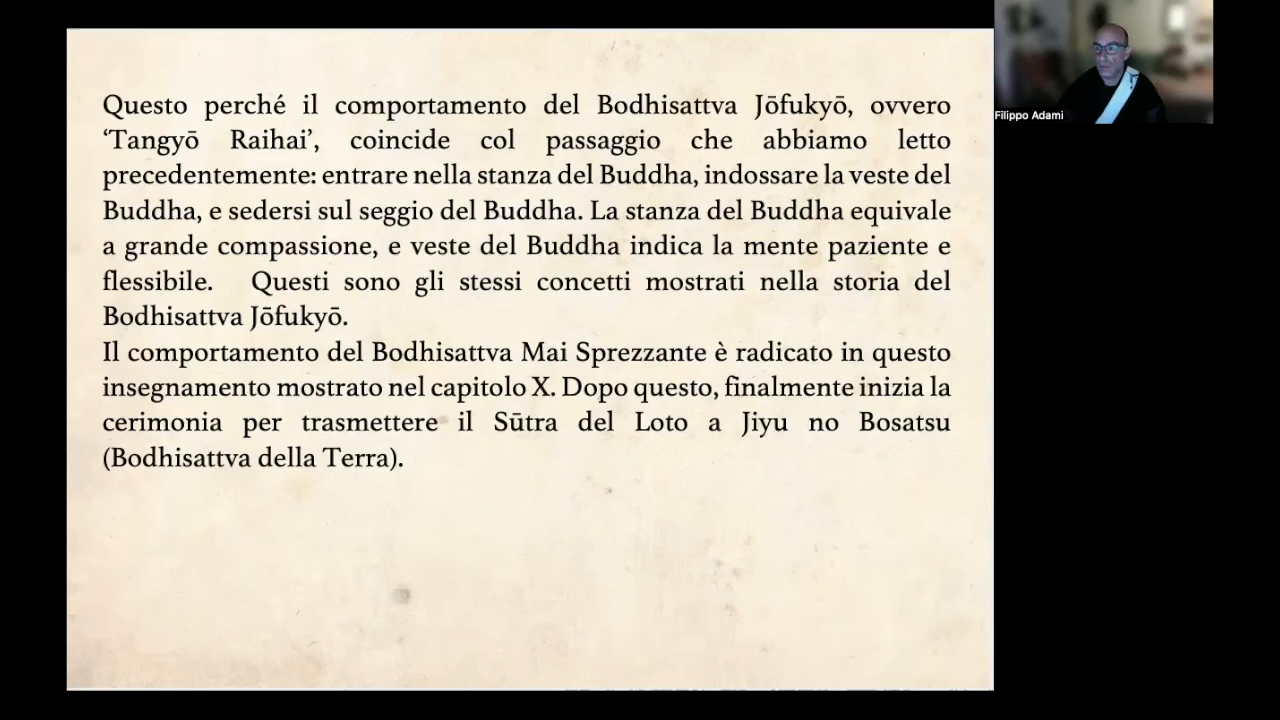 Questo perché il comportamento del Bodhisattva Jōfukyō, ovvero
‘Tangyō Raihai’, coincide col passaggio che abbiamo letto
precedentemente: entrare nella stanza del Buddha, indossare la veste del
Buddha, e sedersi sul seggio del Buddha. La stanza del Buddha equivale
a grande compassione, e veste del Buddha indica la mente paziente e
flessibile. Questi sono gli stessi concetti mostrati nella storia del
Bodhisattva Jōfukyō.
Il comportamento del Bodhisattva Mai Sprezzante è radicato in questo
insegnamento mostrato nel capitolo X. Dopo questo, finalmente inizia la
cerimonia per trasmettere il Sūtra del Loto a Jiyu no Bosatsu
(Bodhisattva della Terra).
Filippo Adami